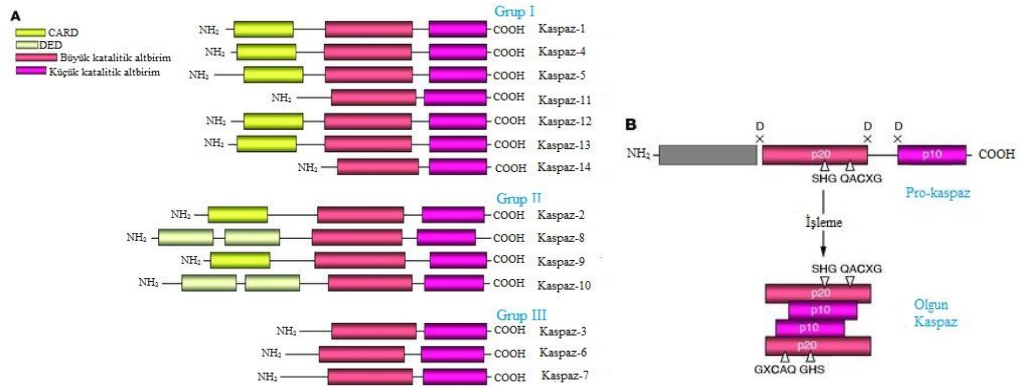 A
CARD
DED
Büyük katalitik altbirim
Küçük katalitik altbirim
Grup I
NH2 COOH Kaspaz-1
NH2 COOH Kaspaz-4
NH2 COOH Kaspaz-5
NH2 COOH Kaspaz-11
NH2 COOH Kaspaz-12
NH2 COOH Kaspaz-13
NH2 COOH Kaspaz-14
Grup II
NH2 COOH Kaspaz-2
NH2 COOH Kaspaz-8
NH2 COOH Kaspaz-9
NH2 COOH Kaspaz-10
Grup III
NH2 COOH Kaspaz-3
NH2 COOH Kaspaz-6
NH2 COOH Kaspaz-7
B
D D D
X X X
NH2 p20 p10 COOH
SHG QACXG
Pro-kaspaz
İşleme
SHG QACXG
p20
p10
p10
p20
GXCAQ GHS
Olgun
Kaspaz